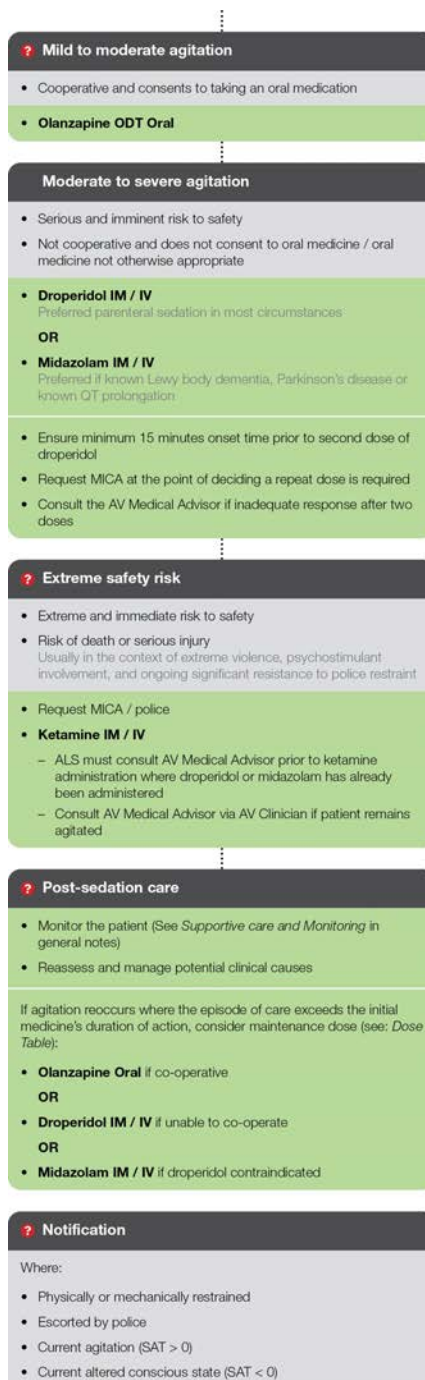 ? Mild to moderate agitation
• Cooperative and consents to taking an oral medication
• Olanzapine ODT Oral
Moderate to severe agitation
• Serious and imminent risk to safety
• Not cooperative and does not consent to oral medicine / oral
medicine not otherwise appropriate
• Droperidol IM / IV
Preferred parenteral sedation in most circumstances
OR
• Midazolam IM / IV
Preferred if known Lewy body dementia, Parkinson's disease or
known QT prolongation
• Ensure minimum 15 minutes onset time prior to second dose of
droperidol
• Request MICA at the point of deciding a repeat dose is required
• Consult the AV Medical Advisor if inadequate response after two
doses
? Extreme safety risk
• Extreme and immediate risk to safety
• Risk of death or serious injury
Usually in the context of extreme violence, psychostimulant
involvement, and ongoing significant resistance to police restraint
• Request MICA / police
• Ketamine IM / IV
– ALS must consult AV Medical Advisor prior to ketamine
administration where droperidol or midazolam has already
been administered
– Consult AV Medical Advisor via AV Clinician if patient remains
agitated
? Post-sedation care
• Monitor the patient (See Supportive care and Monitoring in
general notes)
• Reassess and manage potential clinical causes
If agitation reoccurs where the episode of care exceeds the initial
medicine's duration of action, consider maintenance dose (see: Dose
Table):
• Olanzapine Oral if co-operative
OR
• Droperidol IM / IV if unable to co-operate
OR
• Midazolam IM / IV if droperidol contraindicated
? Notification
Where:
• Physically or mechanically restrained
• Escorted by police
• Current agitation (SAT > 0)
• Current altered conscious state (SAT < 0)